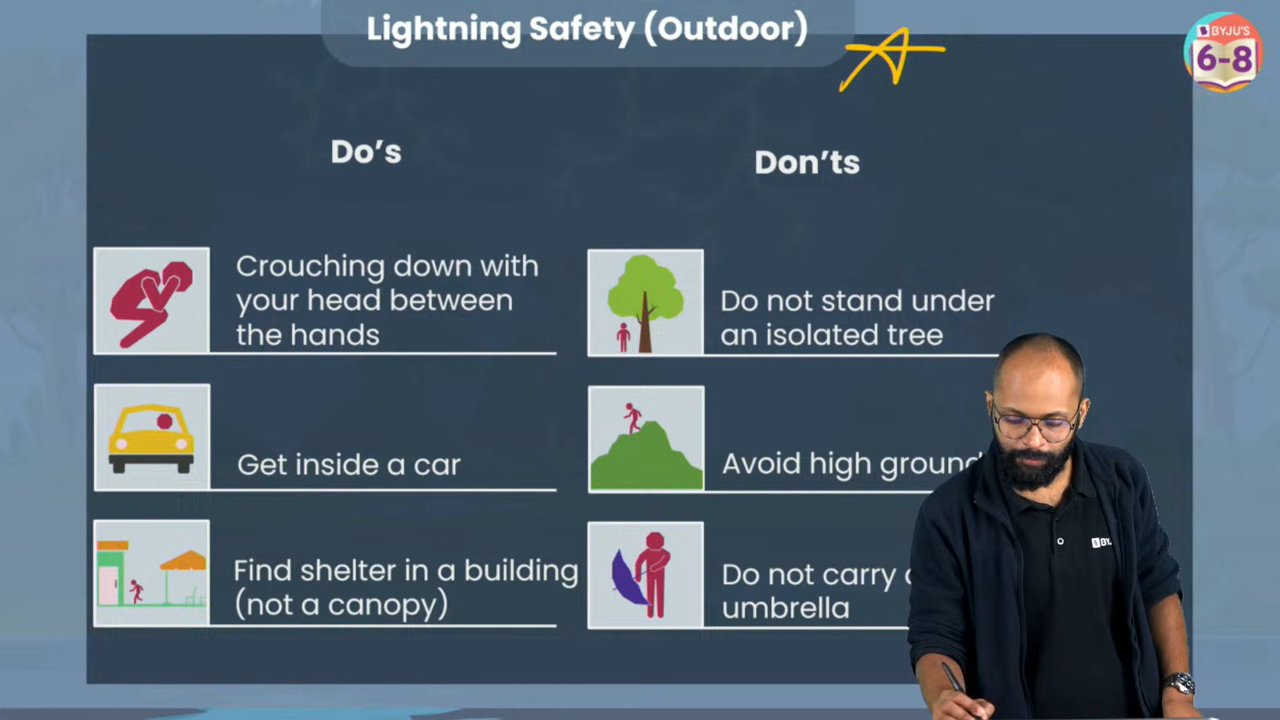 Lightning Safety (Outdoor)
BYJU'S
6-8
Do's
Don'ts
Crouching down with
your head between
the hands
Do not stand under
an isolated tree
Get inside a car
Avoid high ground
Find shelter in a building
(not a canopy)
Do not carry
umbrella